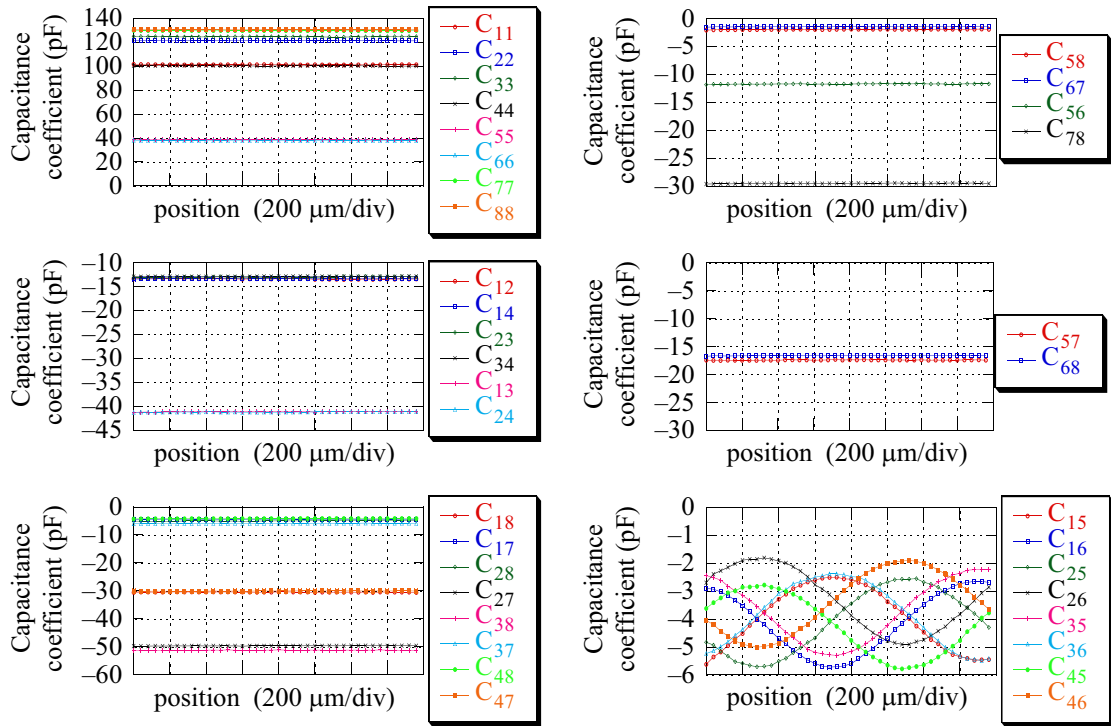 Capacitance
coefficient (pF)
140
120
100
80
60
40
20
0
position (200 μm/div)
C11
C22
C33
C44
C55
C66
C77
C88
Capacitance
coefficient (pF)
0
−5
−10
−15
−20
−25
−30
position (200 μm/div)
C58
C67
C56
C78
Capacitance
coefficient (pF)
−10
−15
−20
−25
−30
−35
−40
−45
position (200 μm/div)
C12
C14
C23
C34
C13
C24
Capacitance
coefficient (pF)
0
−5
−10
−15
−20
−25
−30
position (200 μm/div)
C57
C68
Capacitance
coefficient (pF)
0
−10
−20
−30
−40
−50
−60
position (200 μm/div)
C18
C17
C28
C27
C38
C37
C48
C47
Capacitance
coefficient (pF)
0
−1
−2
−3
−4
−5
−6
position (200 μm/div)
C15
C16
C25
C26
C35
C36
C45
C46